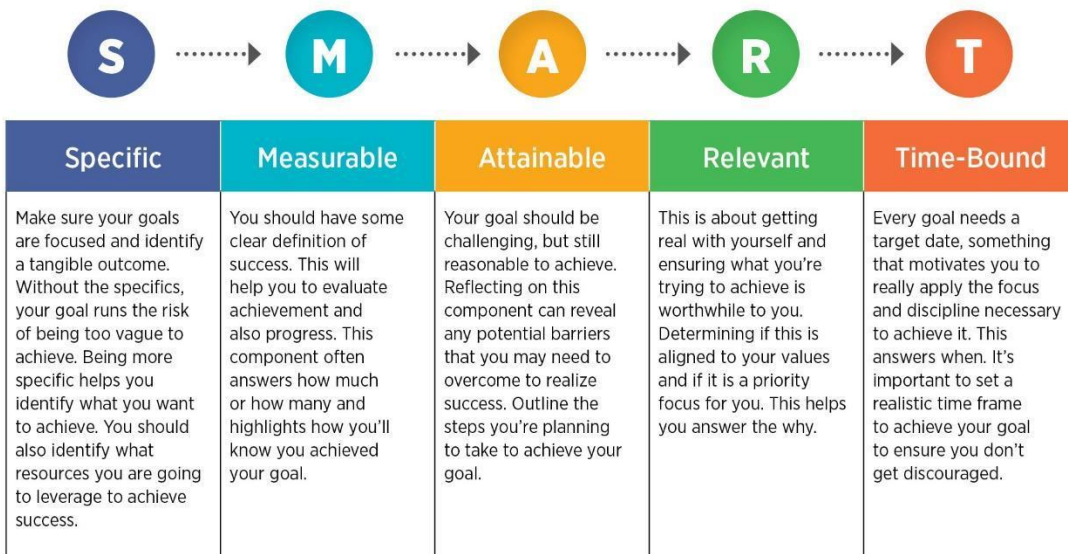 S
M
A
R
T
Specific
Measurable
Attainable
Relevant
Time-Bound
Make sure your goals
are focused and identify
a tangible outcome.
Without the specifics,
your goal runs the risk
of being too vague to
achieve. Being more
specific helps you
identify what you want
to achieve. You should
also identify what
resources you are going
to leverage to achieve
success.
You should have some
clear definition of
success. This will
help you to evaluate
achievement and
also progress. This
component often
answers how much
or how many and
highlights how you'll
know you achieved
your goal.
Your goal should be
challenging, but still
reasonable to achieve.
Reflecting on this
component can reveal
any potential barriers
that you may need to
overcome to realize
success. Outline the
steps you're planning
to take to achieve your
goal.
This is about getting
real with yourself and
ensuring what you're
trying to achieve is
worthwhile to you.
Determining if this is
aligned to your values
and if it is a priority
focus for you. This helps
you answer the why.
Every goal needs a
target date, something
that motivates you to
really apply the focus
and discipline necessary
to achieve it. This
answers when. It's
important to set a
realistic time frame
to achieve your goal
to ensure you don't
get discouraged.